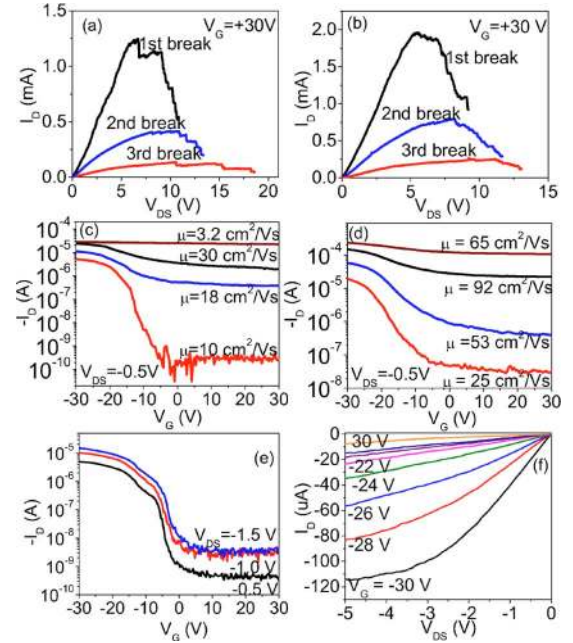 (a) V_G=+30V
1st break
2nd break
3rd break
I_D (mA)
1.5
1.0
0.5
0.0
0 5 10 15 20
V_DS (V)
(b) V_G=+30 V
1st break
2nd break
3rd break
I_D (mA)
2.0
1.5
1.0
0.5
0.0
0 5 10 15
V_DS (V)
(c)
μ=3.2 cm²/Vs
μ=30 cm²/Vs
μ=18 cm²/Vs
μ=10 cm²/Vs
V_DS=-0.5V
-I_D (A)
10⁻⁴
10⁻⁵
10⁻⁶
10⁻⁷
10⁻⁸
10⁻⁹
10⁻¹⁰
-30 -20 -10 0 10 20 30
V_G (V)
(d)
μ = 65 cm²/Vs
μ = 92 cm²/Vs
μ = 53 cm²/Vs
μ = 25 cm²/Vs
V_DS=-0.5V
-I_D (A)
10⁻⁴
10⁻⁵
10⁻⁶
10⁻⁷
10⁻⁸
-30 -20 -10 0 10 20 30
V_G (V)
(e)
V_DS=-1.5V
-1.0V
-0.5V
-I_D (A)
10⁻⁵
10⁻⁶
10⁻⁷
10⁻⁸
10⁻⁹
10⁻¹⁰
-30 -20 -10 0 10 20 30
V_G (V)
(f)
30 V
-22 V
-24 V
-26 V
-28 V
V_G = -30 V
I_D (uA)
0
-20
-40
-60
-80
-100
-120
-5 -4 -3 -2 -1 0
V_DS (V)